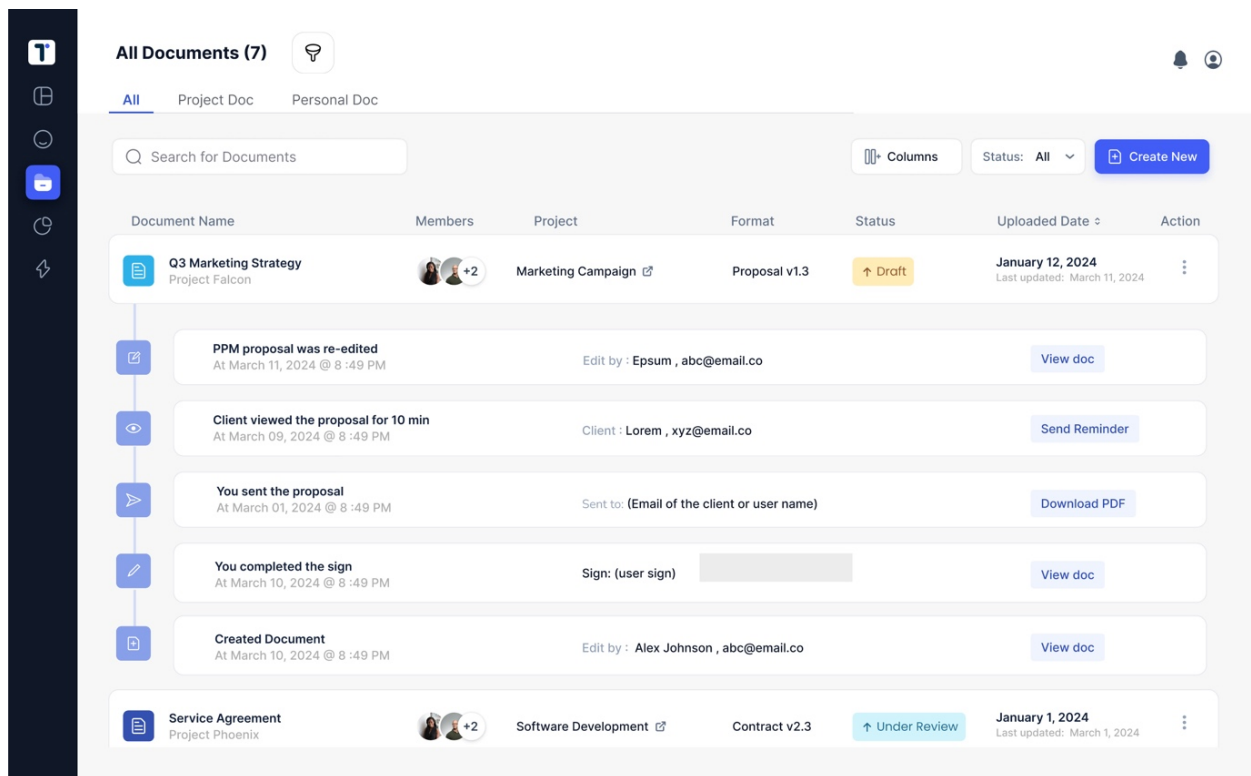 T
All Documents (7)
All Project Doc Personal Doc
Search for Documents
Columns
Status: All
Create New
Document Name Members Project Format Status Uploaded Date Action
Q3 Marketing Strategy
Project Falcon
+2
Marketing Campaign
Proposal v1.3
↑ Draft
January 12, 2024
Last updated: March 11, 2024
PPM proposal was re-edited
At March 11, 2024 @ 8 :49 PM
Edit by : Epsum , abc@email.co
View doc
Client viewed the proposal for 10 min
At March 09, 2024 @ 8 :49 PM
Client : Lorem , xyz@email.co
Send Reminder
You sent the proposal
At March 01, 2024 @ 8 :49 PM
Sent to: (Email of the client or user name)
Download PDF
You completed the sign
At March 10, 2024 @ 8 :49 PM
Sign: (user sign)
View doc
Created Document
At March 10, 2024 @ 8 :49 PM
Edit by : Alex Johnson , abc@email.co
View doc
Service Agreement
Project Phoenix
+2
Software Development
Contract v2.3
↑ Under Review
January 1, 2024
Last updated: March 1, 2024